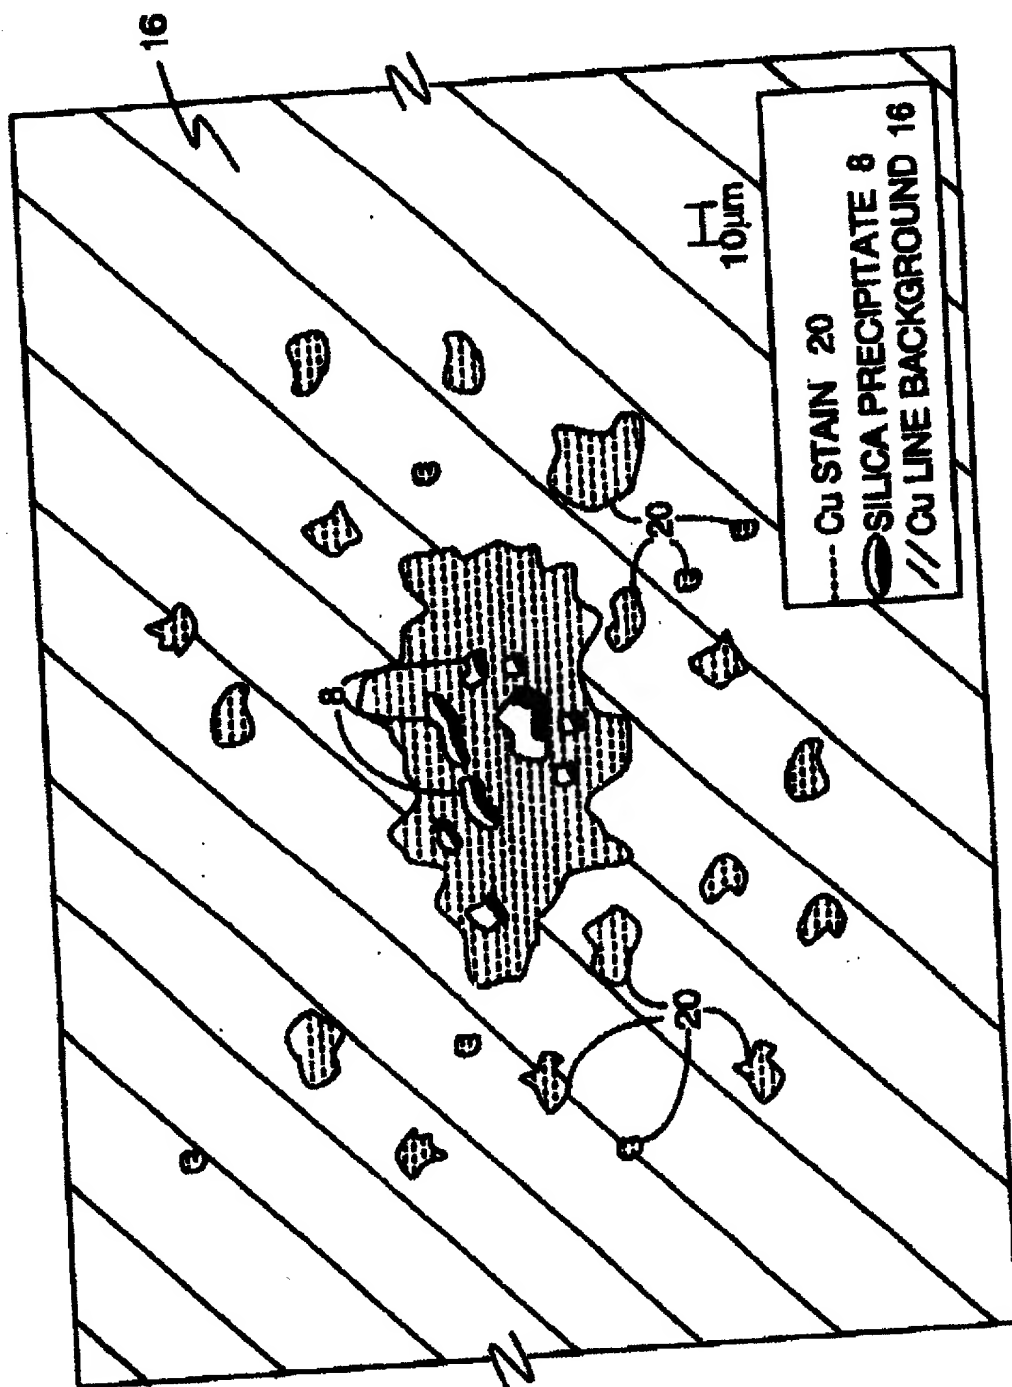 16
8
20
20
10µm
Cu STAIN 20
SILICA PRECIPITATE 8
// Cu LINE BACKGROUND 16